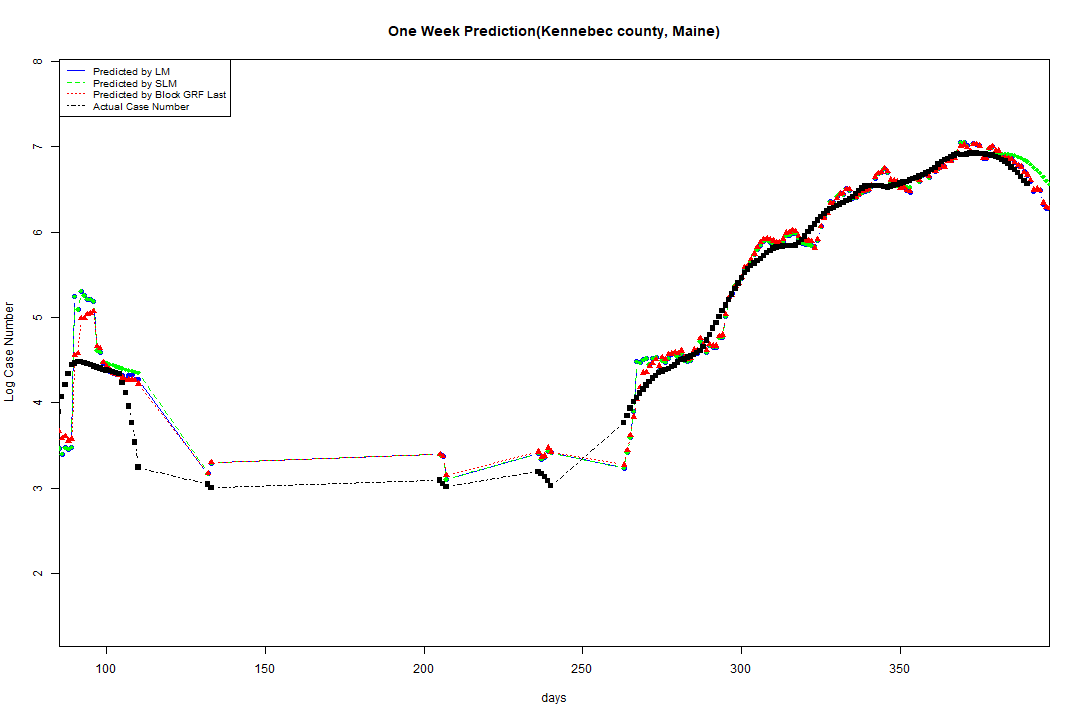 One Week Prediction(Kennebec county, Maine)
Predicted by LM
Predicted by SLM
Predicted by Block GRF Last
Actual Case Number
8
7
6
5
4
3
2
Log Case Number
100 150 200 250 300 350
days